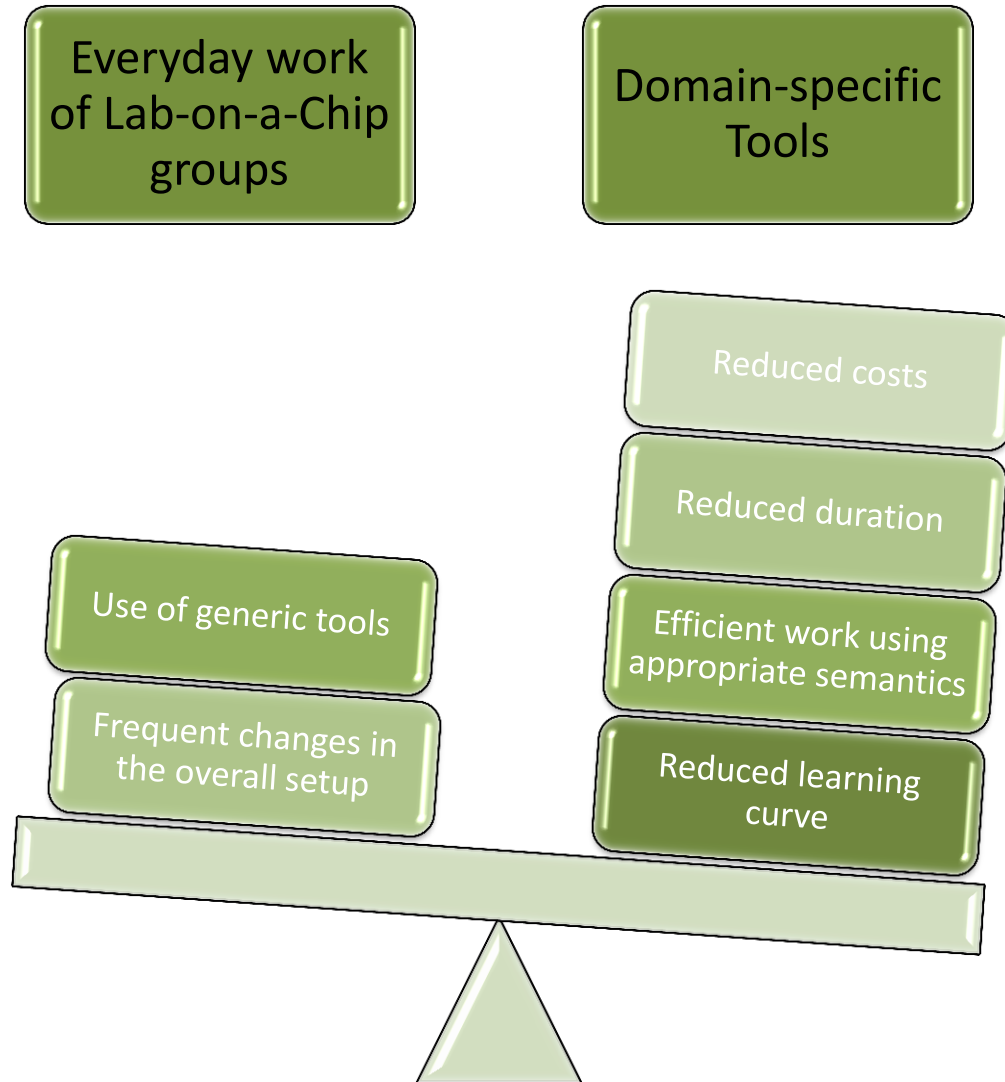 Everyday work
of Lab-on-a-Chip
groups
Domain-specific
Tools
Use of generic tools
Frequent changes in
the overall setup
Reduced costs
Reduced duration
Efficient work using
appropriate semantics
Reduced learning
curve